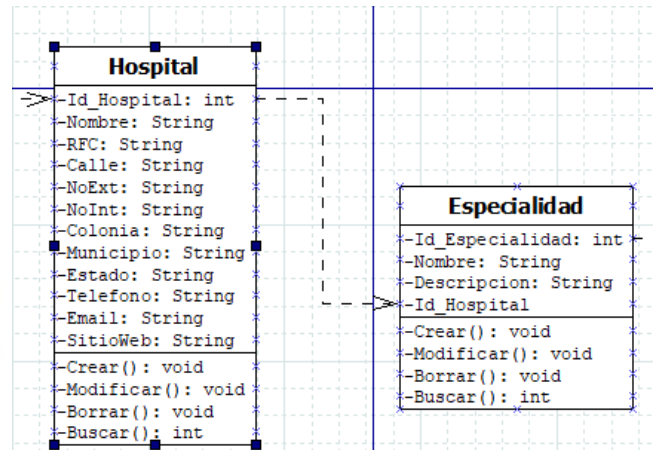 Hospital
-Id_Hospital: int
-Nombre: String
-RFC: String
-Calle: String
-NoExt: String
-NoInt: String
-Colonia: String
-Municipio: String
-Estado: String
-Telefono: String
-Email: String
-SitioWeb: String
-Crear(): void
-Modificar(): void
-Borrar(): void
-Buscar(): int
Especialidad
-Id_Especialidad: int
-Nombre: String
-Descripcion: String
-Id_Hospital
-Crear(): void
-Modificar(): void
-Borrar(): void
-Buscar(): int